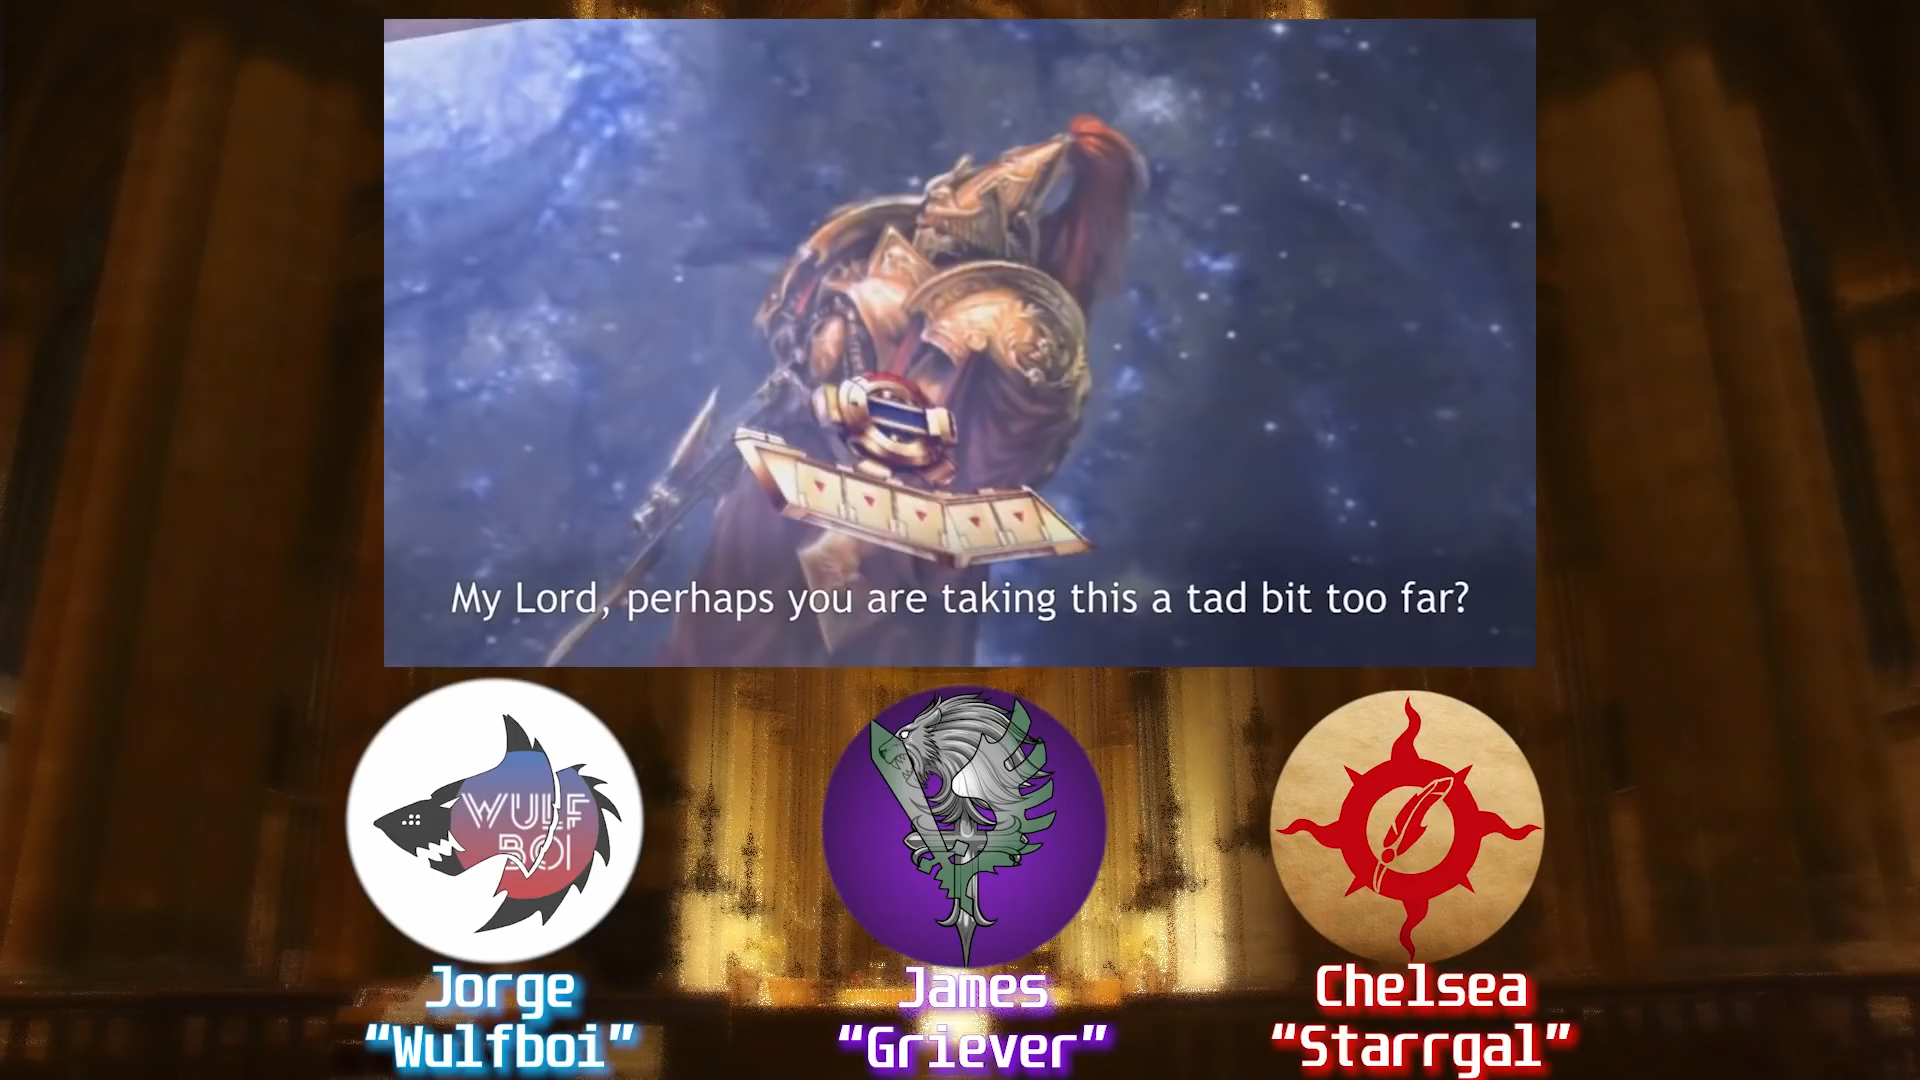 My Lord, perhaps you are taking this a tad bit too far?
WULF
BOI
Jorge
“Wulfboi”
James
“Griever”
Chelsea
“Starrgal”